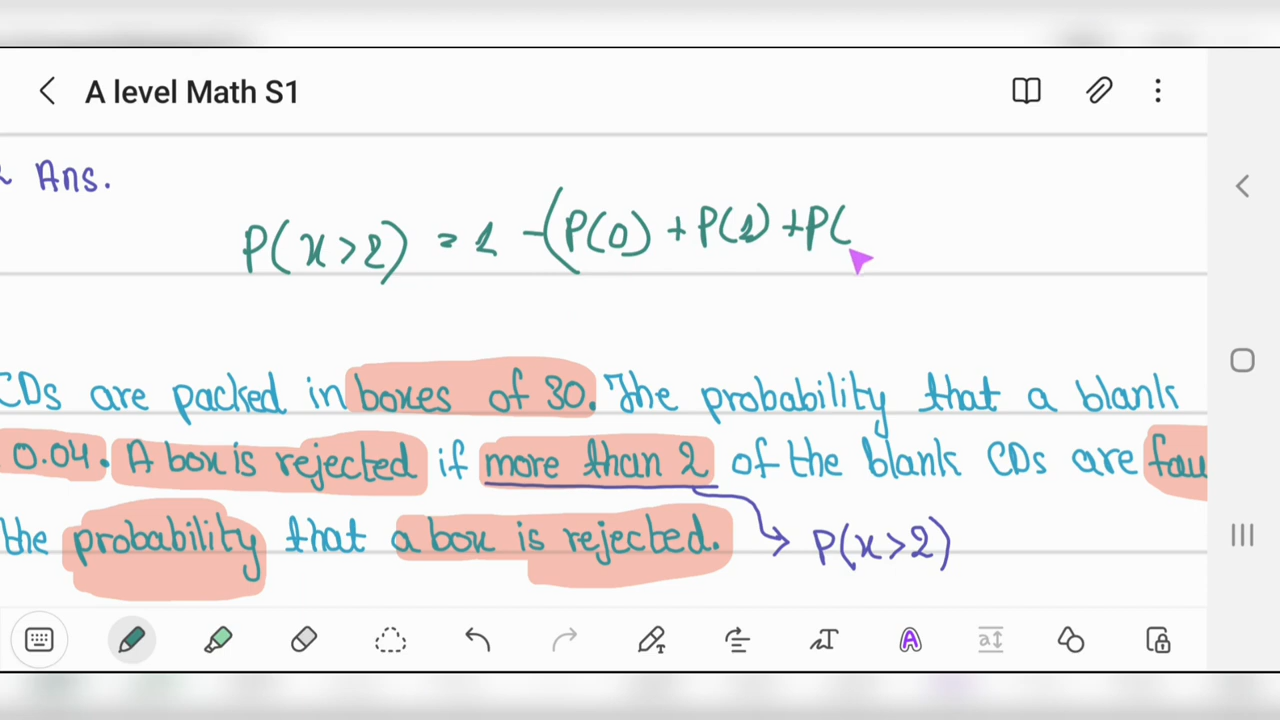 A level Math S1
Ans.
P(x>2) = 1 -(P(0) + P(1) +P(
CDs are packed in boxes of 30. The probability that a blank
0.04. A box is rejected if more than 2 of the blank CDs are fau
the probability that a box is rejected. → P(x>2)